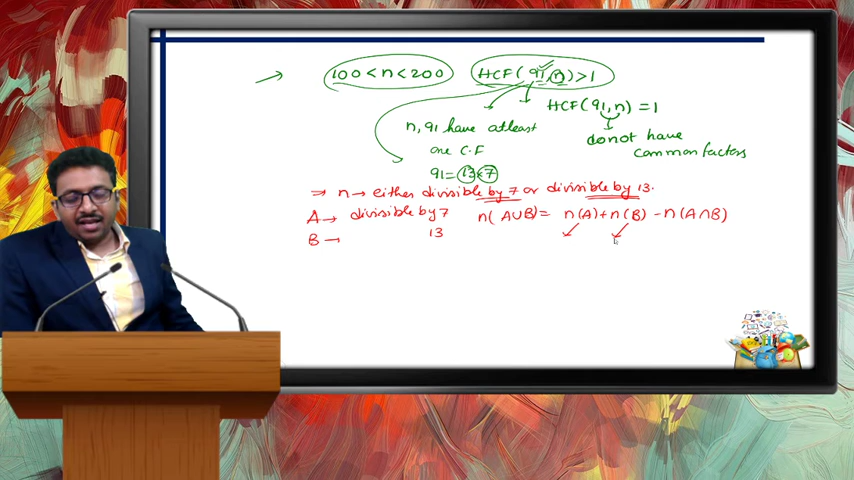 → 100 < n < 200 HCF(91, n) > 1
HCF(91, n) = 1
n, 91 have atleast
one C.F
do not have
common factors
91 = 13 × 7
⇒ n → either divisible by 7 or divisible by 13.
A → divisible by 7 n(A∪B) = n(A) + n(B) - n(A∩B)
B → 13